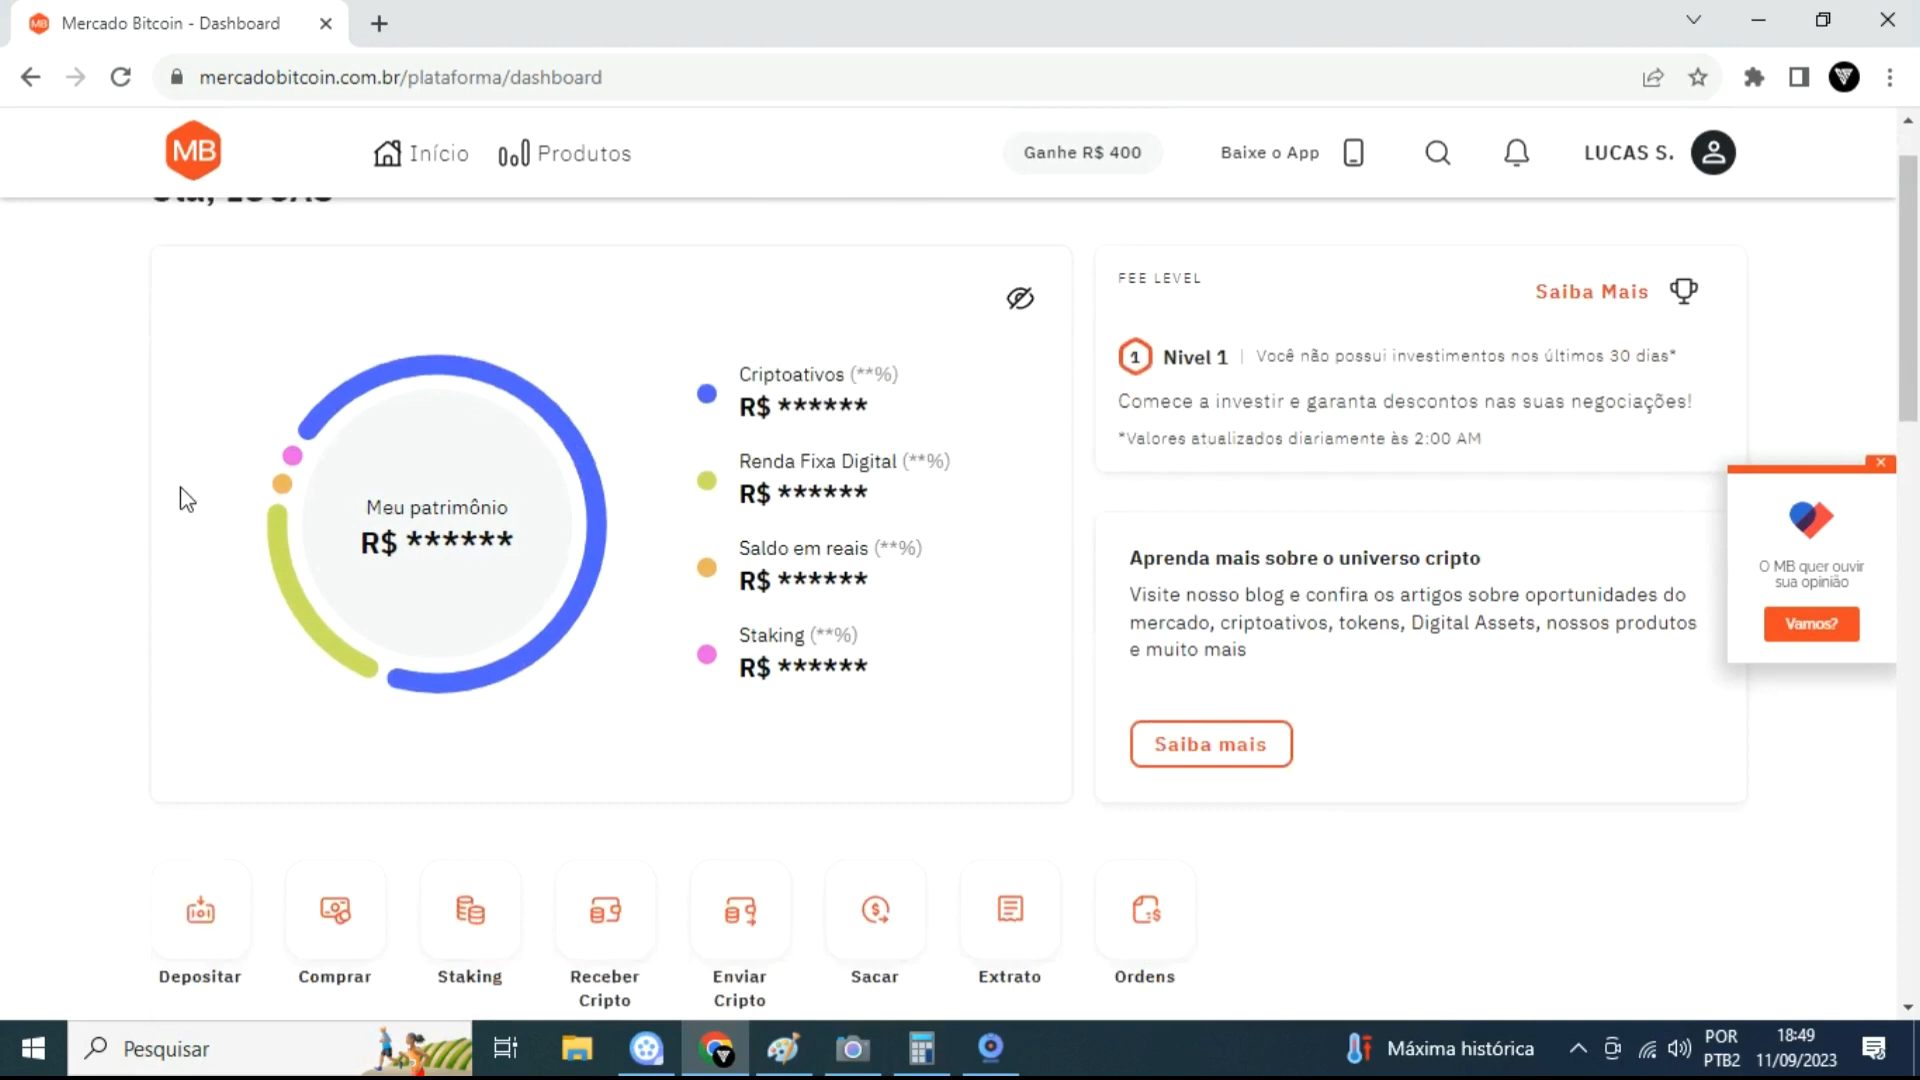 Mercado Bitcoin - Dashboard
mercadobitcoin.com.br/plataforma/dashboard
MB
Início
Produtos
Ganhe R$ 400
Baixe o App
LUCAS S.
Olá, LUCAS
FEE LEVEL
Saiba Mais
1
Nivel 1 | Você não possui investimentos nos últimos 30 dias*
Comece a investir e garanta descontos nas suas negociações!
*Valores atualizados diariamente às 2:00 AM
Meu patrimônio
R$ ******
Criptoativos (**%)
R$ ******
Renda Fixa Digital (**%)
R$ ******
Saldo em reais (**%)
R$ ******
Staking (**%)
R$ ******
Aprenda mais sobre o universo cripto
Visite nosso blog e confira os artigos sobre oportunidades do
mercado, criptoativos, tokens, Digital Assets, nossos produtos
e muito mais
Saiba mais
O MB quer ouvir
sua opinião
Vamos?
Depositar
Comprar
Staking
Receber
Cripto
Enviar
Cripto
Sacar
Extrato
Ordens
Pesquisar
Máxima histórica
POR
PTB2
18:49
11/09/2023